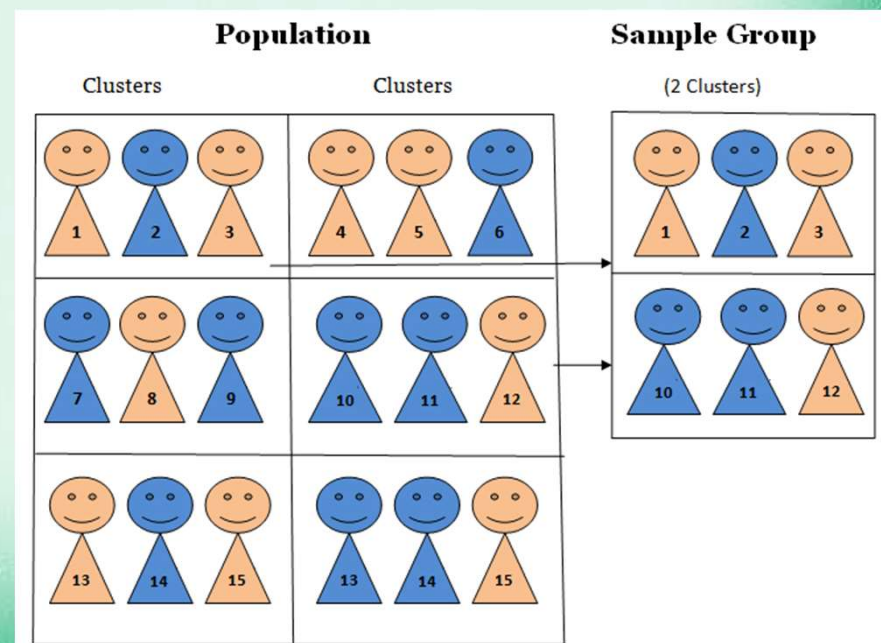 Population Sample Group
Clusters Clusters (2 Clusters)
1 2 3 4 5 6 1 2 3
7 8 9 10 11 12 10 11 12
13 14 15 13 14 15